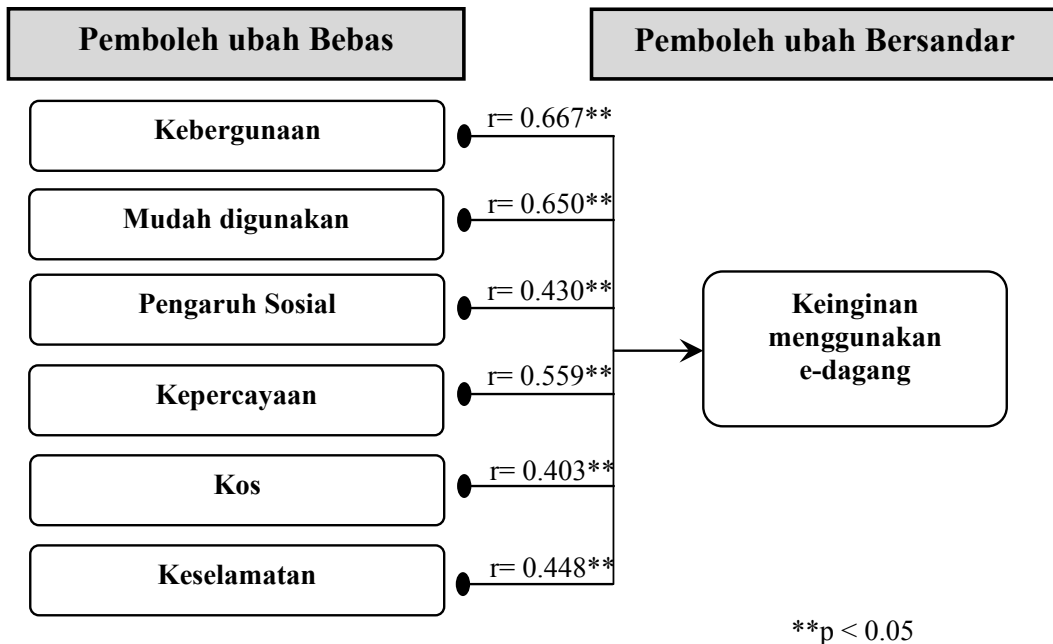 Pemboleh ubah Bebas
Pemboleh ubah Bersandar
Kebergunaan
r= 0.667**
Mudah digunakan
r= 0.650**
Pengaruh Sosial
r= 0.430**
Kepercayaan
r= 0.559**
Kos
r= 0.403**
Keselamatan
r= 0.448**
Keinginan
menggunakan
e-dagang
**p < 0.05